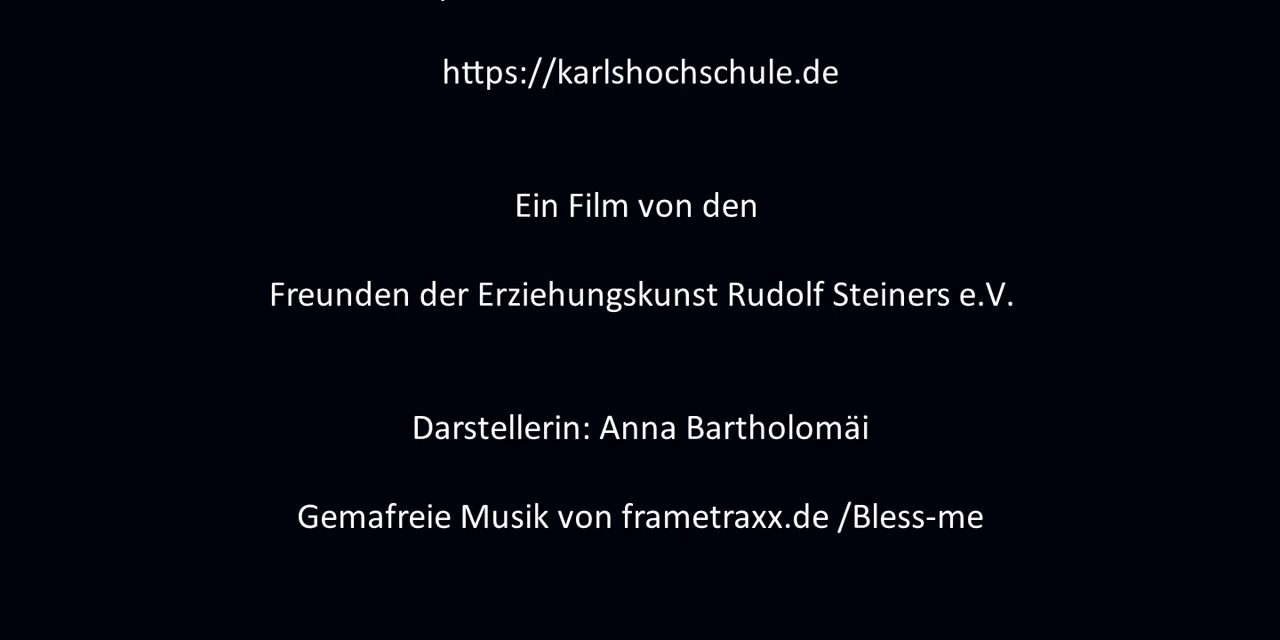 https://karlshochschule.de
Ein Film von den
Freunden der Erziehungskunst Rudolf Steiners e.V.
Darstellerin: Anna Bartholomäi
Gemafreie Musik von frametraxx.de /Bless-me